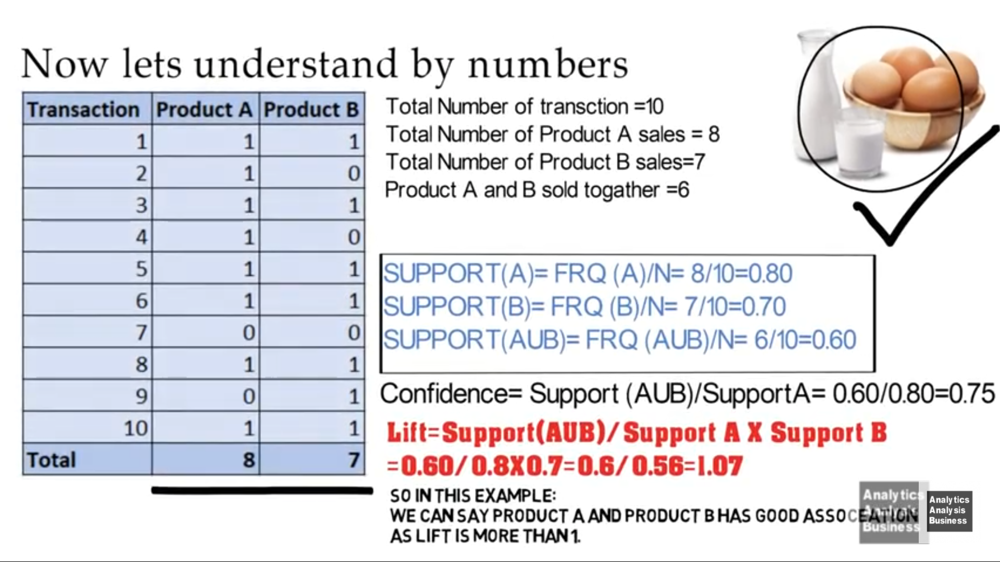 Now lets understand by numbers
Transaction Product A Product B
1 1 1
2 1 0
3 1 1
4 1 0
5 1 1
6 1 1
7 0 0
8 1 1
9 0 1
10 1 1
Total 8 7
Total Number of transction =10
Total Number of Product A sales = 8
Total Number of Product B sales=7
Product A and B sold togather =6
SUPPORT(A)= FRQ (A)/N= 8/10=0.80
SUPPORT(B)= FRQ (B)/N= 7/10=0.70
SUPPORT(AUB)= FRQ (AUB)/N= 6/10=0.60
Confidence= Support (AUB)/SupportA= 0.60/0.80=0.75
Lift=Support(AUB)/Support A X Support B
=0.60/0.8X0.7=0.6/0.56=1.07
SO IN THIS EXAMPLE:
WE CAN SAY PRODUCT A AND PRODUCT B HAS GOOD ASSOCEATION
AS LIFT IS MORE THAN 1.
Analytics
Analysis
Business
Analytics
Analysis
Business